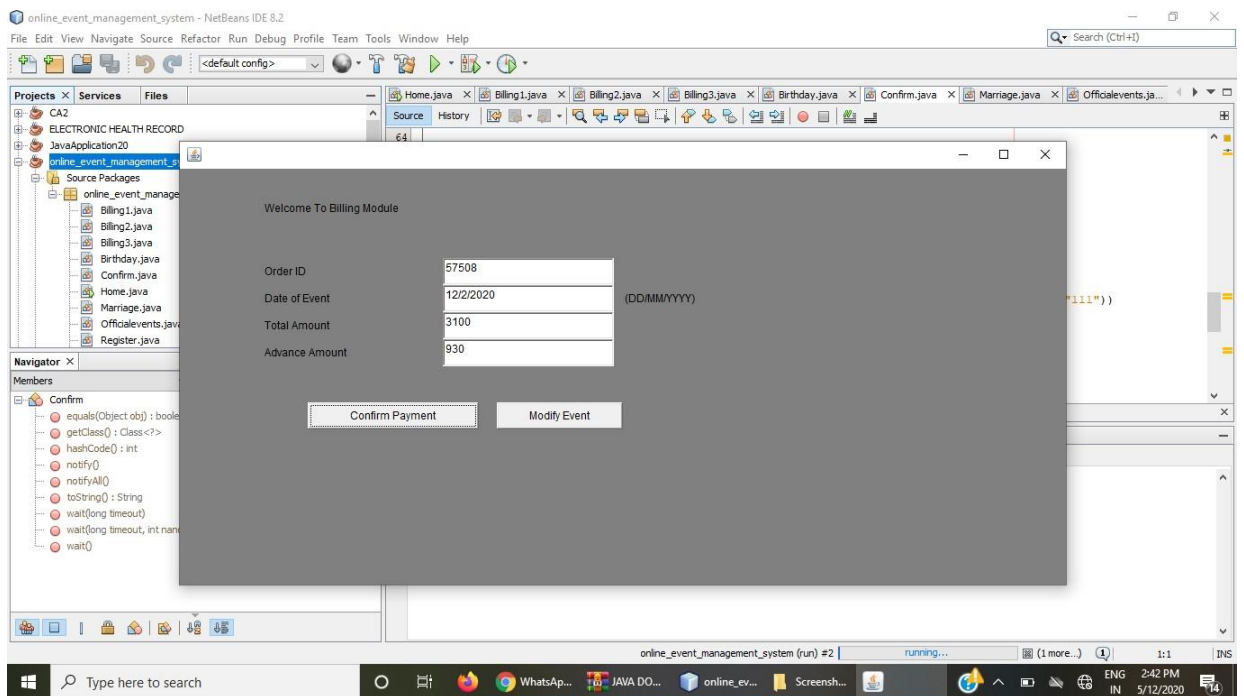 online_event_management_system - NetBeans IDE 8.2
File Edit View Navigate Source Refactor Run Debug Profile Team Tools Window Help
Search (Ctrl+I)
<default config>
Projects Services Files
Home.java Billing1.java Billing2.java Billing3.java Birthday.java Confirm.java Marriage.java Officialevents.ja...
Source History
CA2
ELECTRONIC HEALTH RECORD
JavaApplication20
online_event_management_s
Source Packages
online_event_manage
Billing1.java
Billing2.java
Billing3.java
Birthday.java
Confirm.java
Home.java
Marriage.java
Officialevents.java
Register.java
64
Welcome To Billing Module
Order ID 57508
Date of Event 12/2/2020 (DD/MM/YYYY)
Total Amount 3100
Advance Amount 930
Confirm Payment Modify Event
"111"))
Navigator
Members
Confirm
equals(Object obj) : boole
getClass() : Class<?>
hashCode() : int
notify()
notifyAll()
toString() : String
wait(long timeout)
wait(long timeout, int nano
wait()
online_event_management_system (run) #2 running... (1 more...) 1 1:1 INS
Type here to search
WhatsAp... JAVA DO... online_ev... Screensh...
ENG 2:42 PM
IN 5/12/2020
14